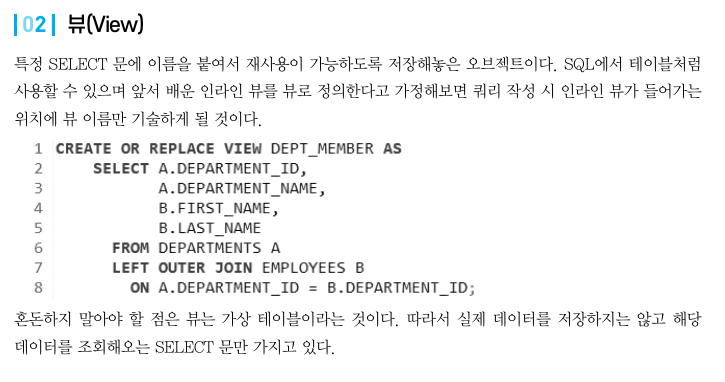 02 뷰(View)
특정 SELECT 문에 이름을 붙여서 재사용이 가능하도록 저장해놓은 오브젝트이다. SQL에서 테이블처럼
사용할 수 있으며 앞서 배운 인라인 뷰를 뷰로 정의한다고 가정해보면 쿼리 작성 시 인라인 뷰가 들어가는
위치에 뷰 이름만 기술하게 될 것이다.
1 CREATE OR REPLACE VIEW DEPT_MEMBER AS
2 SELECT A.DEPARTMENT_ID,
3 A.DEPARTMENT_NAME,
4 B.FIRST_NAME,
5 B.LAST_NAME
6 FROM DEPARTMENTS A
7 LEFT OUTER JOIN EMPLOYEES B
8 ON A.DEPARTMENT_ID = B.DEPARTMENT_ID;
혼돈하지 말아야 할 점은 뷰는 가상 테이블이라는 것이다. 따라서 실제 데이터를 저장하지는 않고 해당
데이터를 조회해오는 SELECT 문만 가지고 있다.